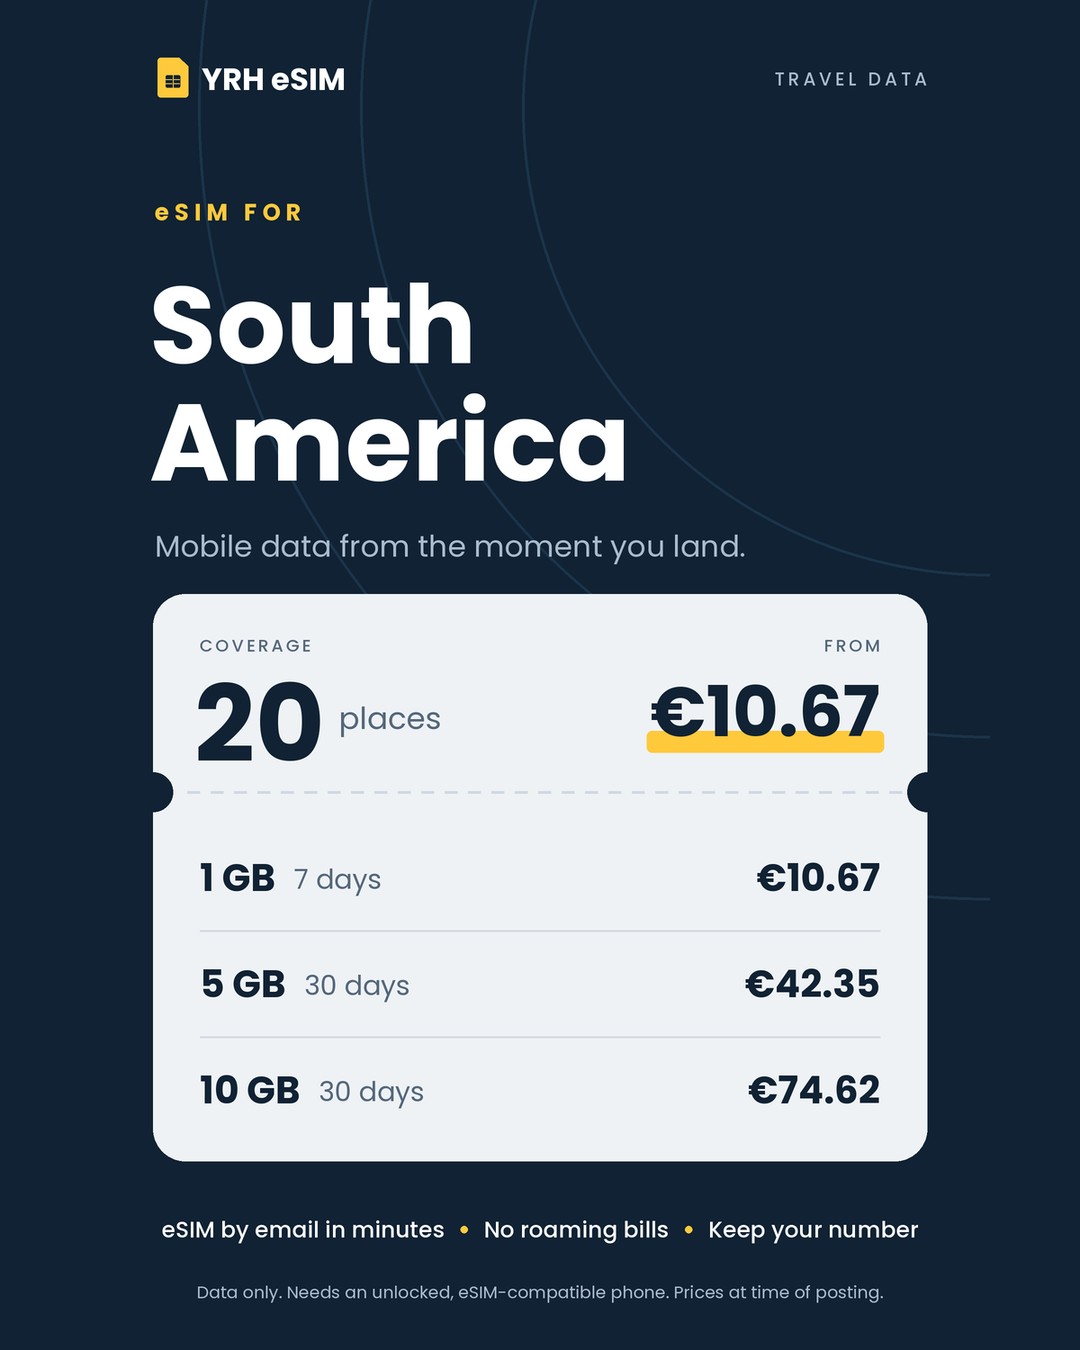 YRH eSIM
TRAVEL DATA
eSIM FOR
South
America
Mobile data from the moment you land.
COVERAGE
FROM
20 places
€10.67
1 GB 7 days
€10.67
5 GB 30 days
€42.35
10 GB 30 days
€74.62
eSIM by email in minutes • No roaming bills • Keep your number
Data only. Needs an unlocked, eSIM-compatible phone. Prices at time of posting.